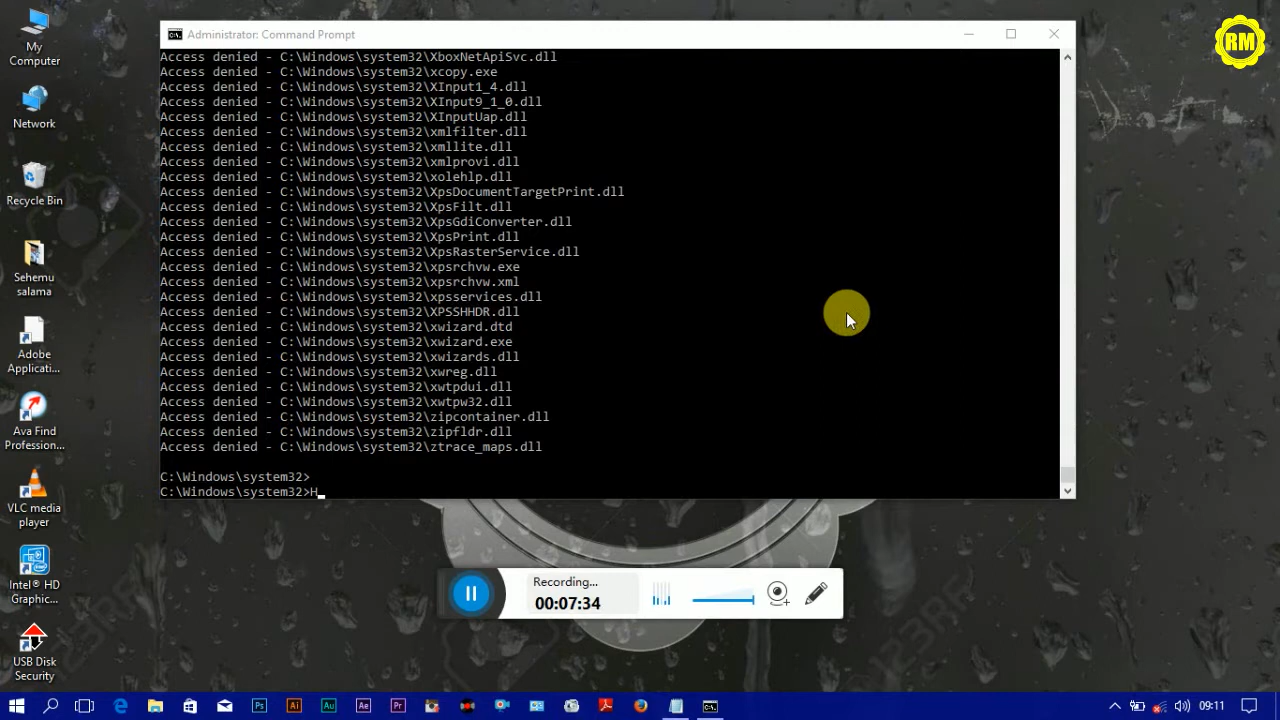 My
Computer
Network
Recycle Bin
Sehemu
salama
Adobe
Applicati...
Ava Find
Profession...
VLC media
player
Intel® HD
Graphic...
USB Disk
Security
Administrator: Command Prompt
Access denied - C:\Windows\system32\XboxNetApiSvc.dll
Access denied - C:\Windows\system32\xcopy.exe
Access denied - C:\Windows\system32\XInput1_4.dll
Access denied - C:\Windows\system32\XInput9_1_0.dll
Access denied - C:\Windows\system32\XInputUap.dll
Access denied - C:\Windows\system32\xmlfilter.dll
Access denied - C:\Windows\system32\xmllite.dll
Access denied - C:\Windows\system32\xmlprovi.dll
Access denied - C:\Windows\system32\xolehlp.dll
Access denied - C:\Windows\system32\XpsDocumentTargetPrint.dll
Access denied - C:\Windows\system32\XpsFilt.dll
Access denied - C:\Windows\system32\XpsGdiConverter.dll
Access denied - C:\Windows\system32\XpsPrint.dll
Access denied - C:\Windows\system32\XpsRasterService.dll
Access denied - C:\Windows\system32\xpsrchvw.exe
Access denied - C:\Windows\system32\xpsrchvw.xml
Access denied - C:\Windows\system32\xpsservices.dll
Access denied - C:\Windows\system32\XPSSHHDR.dll
Access denied - C:\Windows\system32\xwizard.dtd
Access denied - C:\Windows\system32\xwizard.exe
Access denied - C:\Windows\system32\xwizards.dll
Access denied - C:\Windows\system32\xwreg.dll
Access denied - C:\Windows\system32\xwtpdui.dll
Access denied - C:\Windows\system32\xwtpw32.dll
Access denied - C:\Windows\system32\zipcontainer.dll
Access denied - C:\Windows\system32\zipfldr.dll
Access denied - C:\Windows\system32\ztrace_maps.dll
C:\Windows\system32>
C:\Windows\system32>H_
RM
Recording...
00:07:34
Ps
Ai
Au
Ae
Pr
09:11